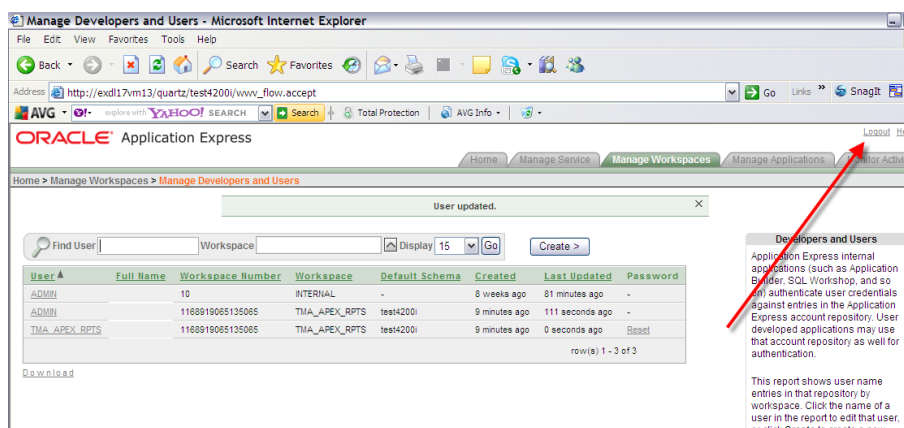 Manage Developers and Users - Microsoft Internet Explorer
File Edit View Favorites Tools Help
Back Search Favorites
Address http://exdl17vm13/quartz/test4200i/wwv_flow.accept Go Links » SnagIt
AVG explore with YAHOO! SEARCH Search Total Protection AVG Info
ORACLE Application Express
Logout
Home Manage Service Manage Workspaces Manage Applications Monitor Activi
Home > Manage Workspaces > Manage Developers and Users
User updated.
Find User Workspace Display 15 Go Create >
User Full Name Workspace Number Workspace Default Schema Created Last Updated Password
ADMIN 10 INTERNAL - 8 weeks ago 81 minutes ago -
ADMIN 1168919065135065 TMA_APEX_RPTS test4200i 9 minutes ago 111 seconds ago -
TMA_APEX_RPTS 1168919065135065 TMA_APEX_RPTS test4200i 9 minutes ago 0 seconds ago Reset
row(s) 1 - 3 of 3
Download
Developers and Users
Application Express internal
applications (such as Application
Builder, SQL Workshop, and so
on) authenticate user credentials
against entries in the Application
Express account repository. User
developed applications may use
that account repository as well for
authentication.
This report shows user name
entries in that repository by
workspace. Click the name of a
user in the report to edit that user,